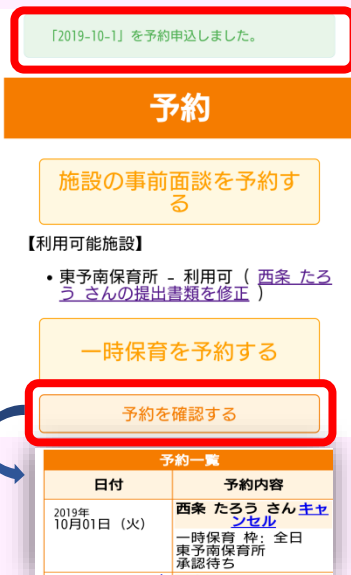 「2019-10-1」を予約申込しました。
予約
施設の事前面談を予約す
る
【利用可能施設】
• 東予南保育所 - 利用可（ 西条 たろ
う さんの提出書類を修正 ）
一時保育を予約する
予約を確認する
予約一覧
日付 予約内容
2019年
10月01日（火）
西条 たろう さん キャ
ンセル
一時保育 枠: 全日
東予南保育所
承認待ち